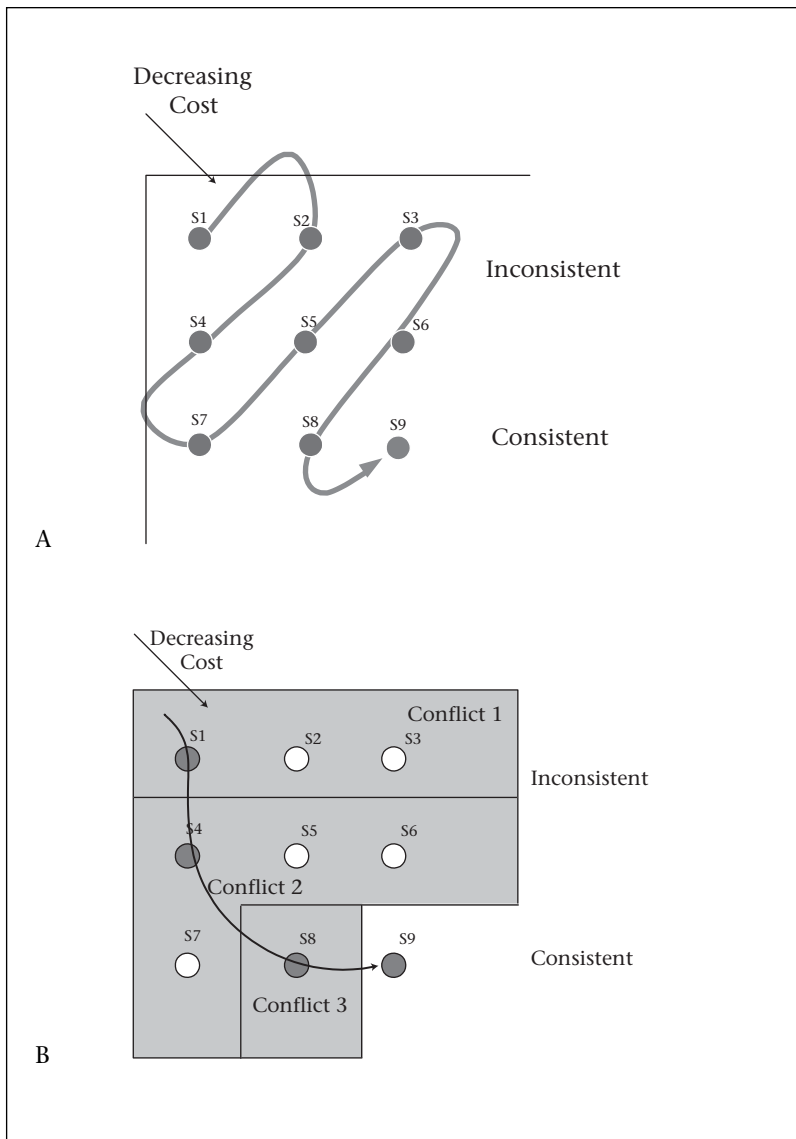 Decreasing
Cost
S1
S2
S3
Inconsistent
S4
S5
S6
S7
S8
S9
Consistent
A
Decreasing
Cost
Conflict 1
S1
S2
S3
Inconsistent
S4
S5
S6
Conflict 2
S7
S8
S9
Consistent
Conflict 3
B